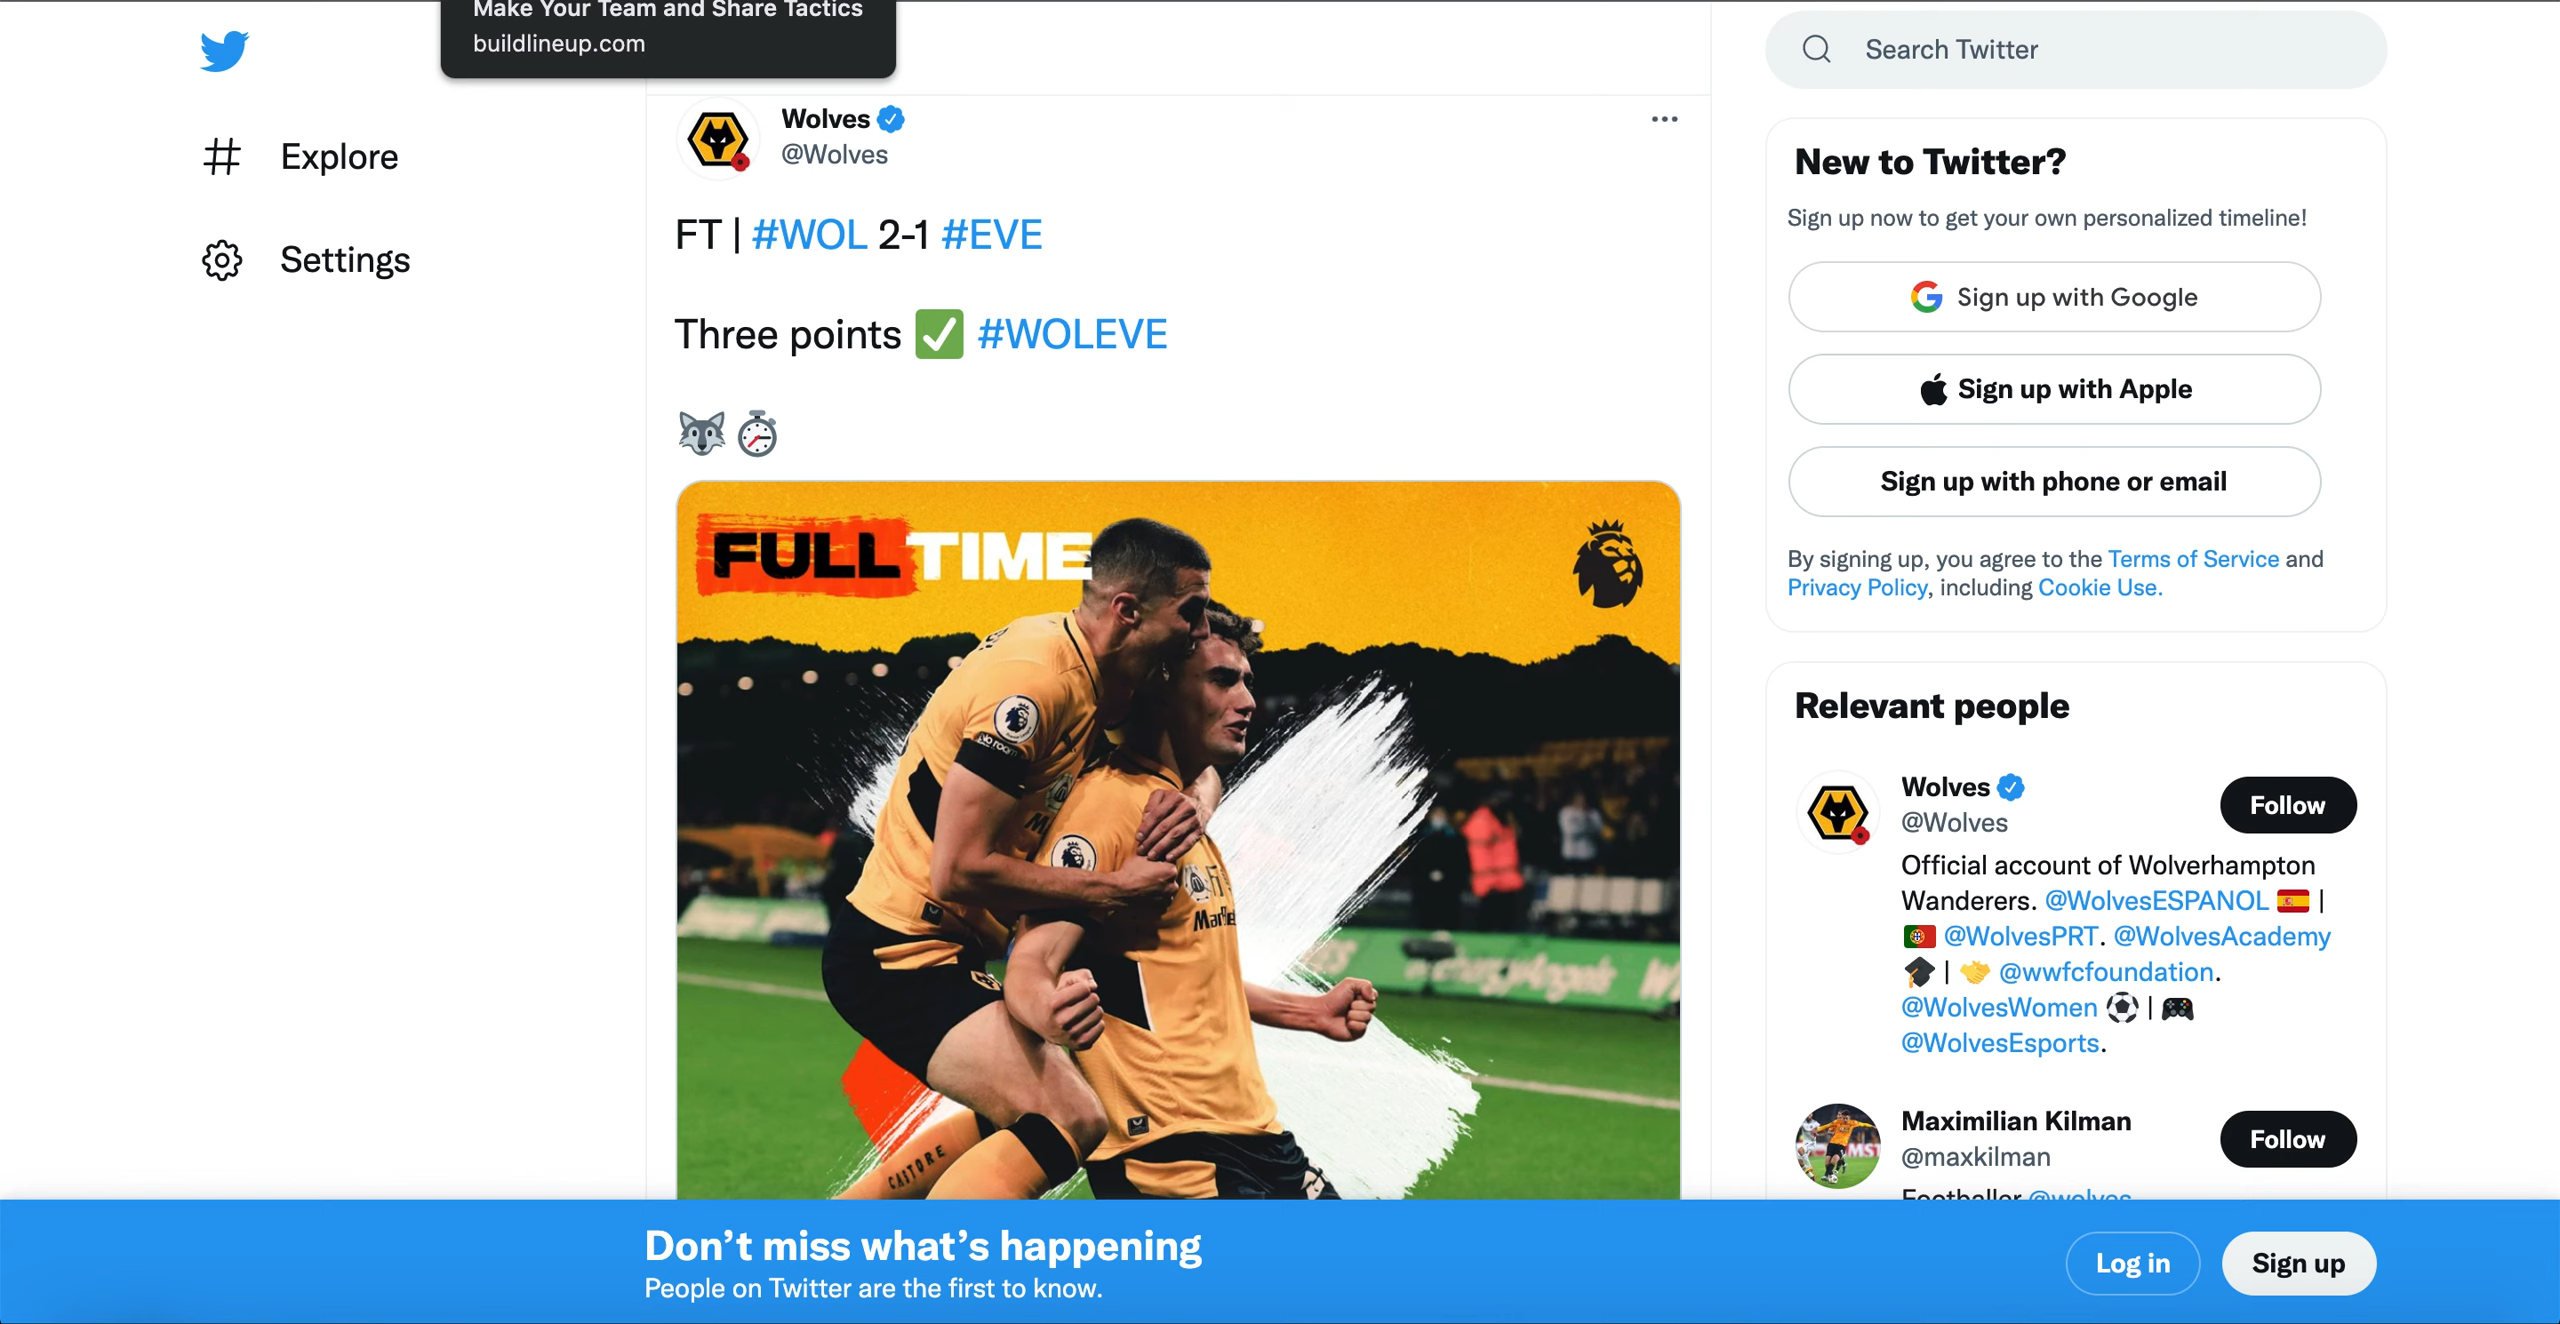 Make Your Team and Share Tactics
buildlineup.com
Explore
Settings
Wolves
@Wolves
FT | #WOL 2-1 #EVE
Three points ✅ #WOLEVE
🐺⏱
FULL TIME
No room
CASTORE
Search Twitter
New to Twitter?
Sign up now to get your own personalized timeline!
Sign up with Google
Sign up with Apple
Sign up with phone or email
By signing up, you agree to the Terms of Service and
Privacy Policy, including Cookie Use.
Relevant people
Wolves
@Wolves
Follow
Official account of Wolverhampton
Wanderers. @WolvesESPANOL 🇪🇸 |
🇵🇹 @WolvesPRT. @WolvesAcademy
🎓 | 🤝 @wwfcfoundation.
@WolvesWomen ⚽ | 🎮
@WolvesEsports.
Maximilian Kilman
@maxkilman
Follow
Footballer @wolves
Don't miss what's happening
People on Twitter are the first to know.
Log in
Sign up